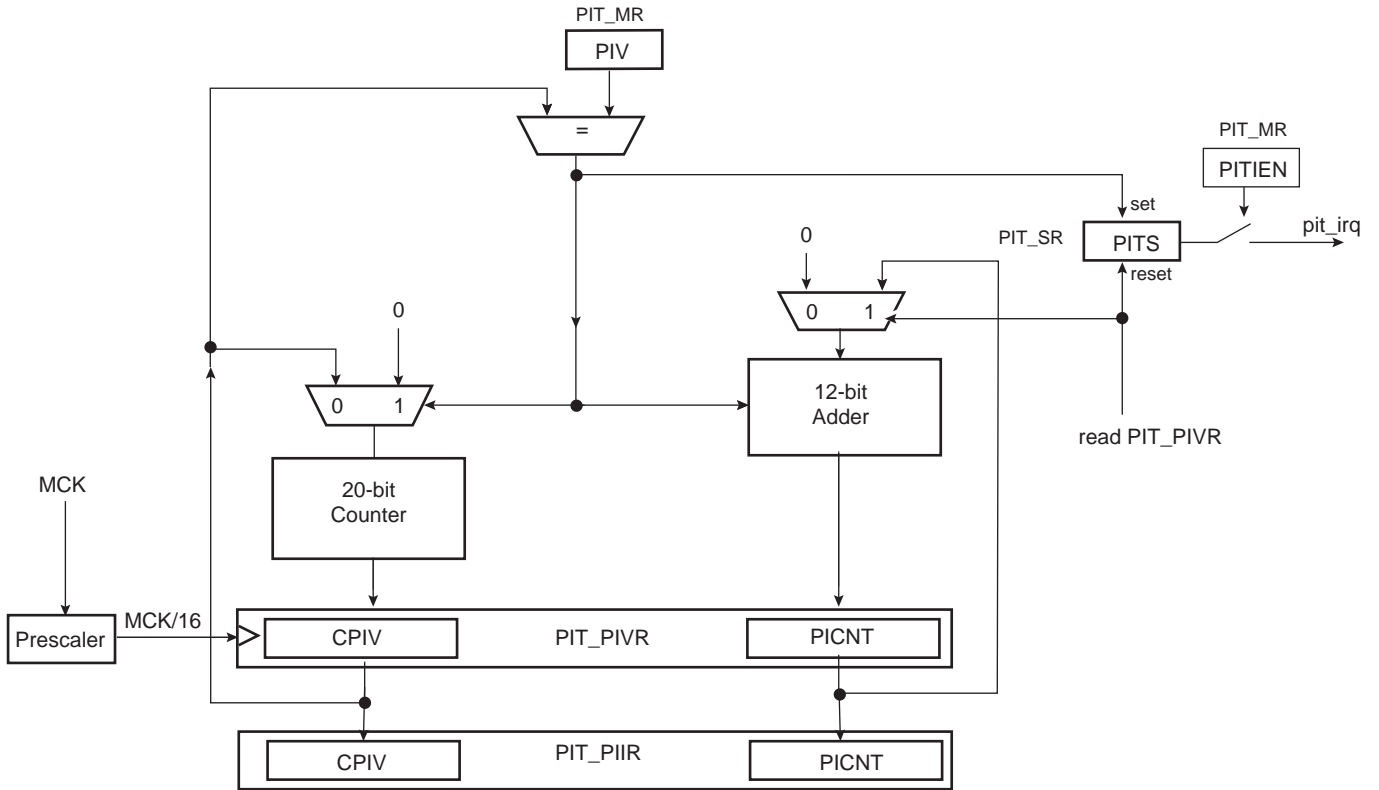 PIT_MR
PIV
=
PIT_MR
PITIEN
set
pit_irq
0
PIT_SR
PITS
reset
0
0 1
0 1
12-bit
Adder
read PIT_PIVR
MCK
20-bit
Counter
MCK/16
Prescaler
CPIV
PIT_PIVR
PICNT
CPIV
PIT_PIIR
PICNT